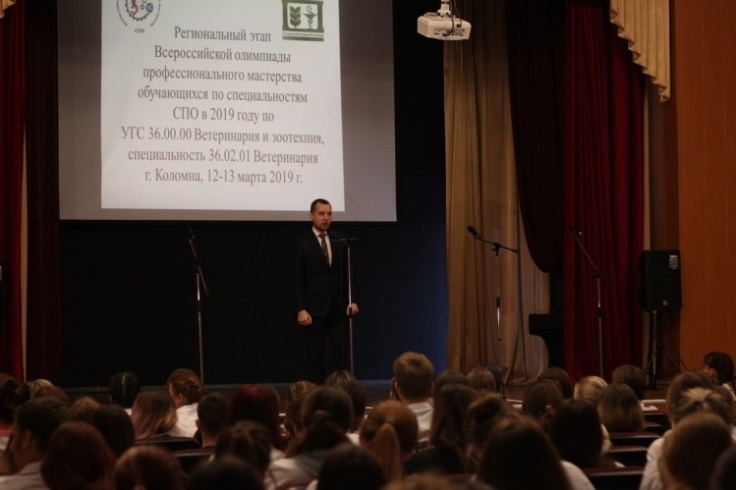 Региональный этап
Всероссийской олимпиады
профессионального мастерства
обучающихся по специальностям
СПО в 2019 году по
УГС 36.00.00 Ветеринария и зоотехния,
специальность 36.02.01 Ветеринария
г. Коломна, 12-13 марта 2019 г.